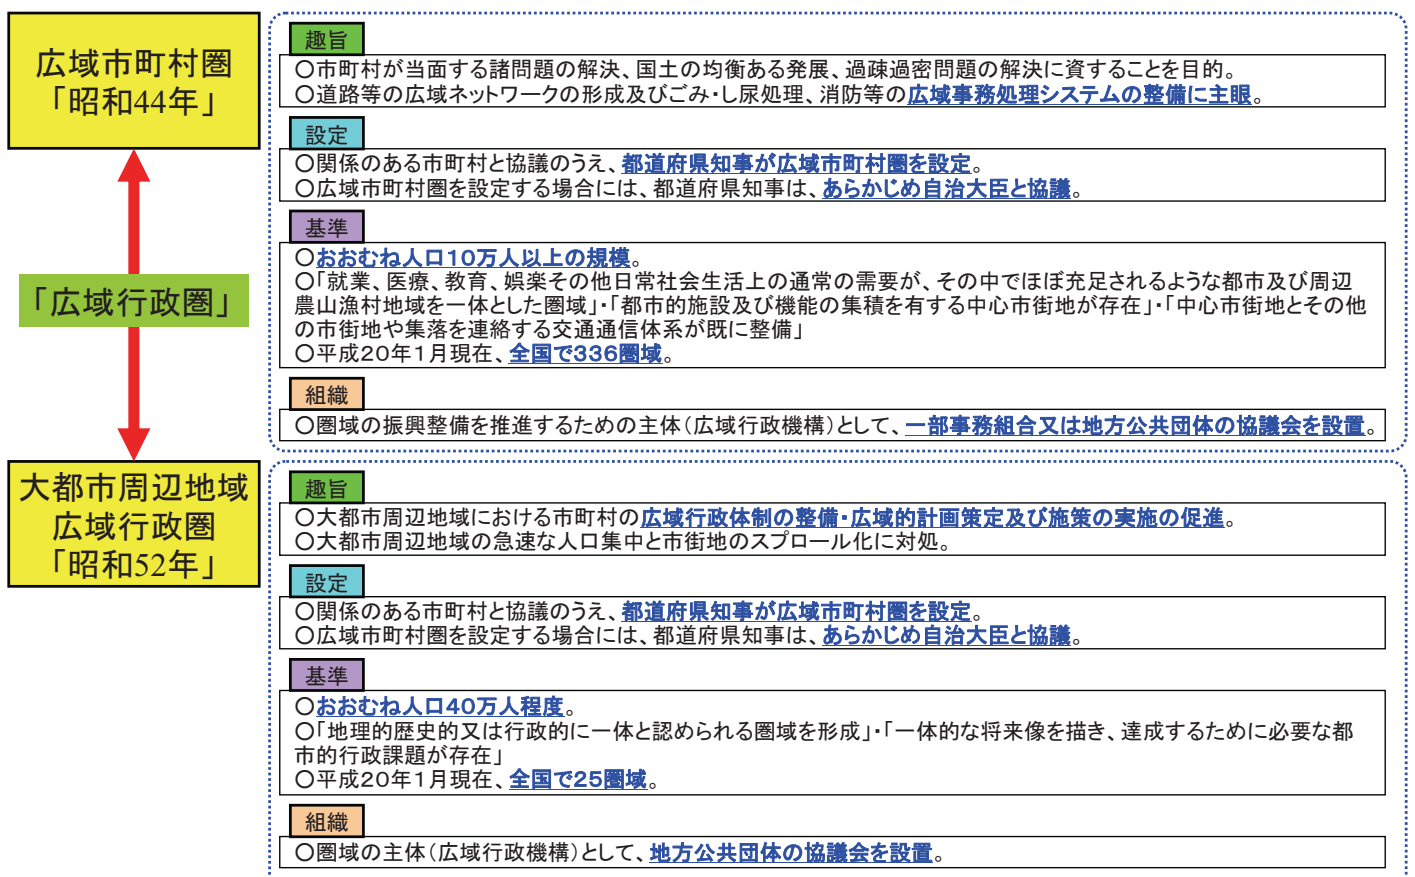 広域市町村圏
「昭和44年」
趣旨
〇市町村が当面する諸問題の解決、国土の均衡ある発展、過疎過密問題の解決に資することを目的。
〇道路等の広域ネットワークの形成及びごみ・し尿処理、消防等の広域事務処理システムの整備に主眼。
設定
〇関係のある市町村と協議のうえ、都道府県知事が広域市町村圏を設定。
〇広域市町村圏を設定する場合には、都道府県知事は、あらかじめ自治大臣と協議。
基準
〇おおむね人口10万人以上の規模。
〇「就業、医療、教育、娯楽その他日常社会生活上の通常の需要が、その中でほぼ充足されるような都市及び周辺
農山漁村地域を一体とした圏域」・「都市的施設及び機能の集積を有する中心市街地が存在」・「中心市街地とその他
の市街地や集落を連絡する交通通信体系が既に整備」
〇平成20年1月現在、全国で336圏域。
組織
〇圏域の振興整備を推進するための主体(広域行政機構)として、一部事務組合又は地方公共団体の協議会を設置。
「広域行政圏」
大都市周辺地域
広域行政圏
「昭和52年」
趣旨
〇大都市周辺地域における市町村の広域行政体制の整備・広域的計画策定及び施策の実施の促進。
〇大都市周辺地域の急速な人口集中と市街地のスプロール化に対処。
設定
〇関係のある市町村と協議のうえ、都道府県知事が広域市町村圏を設定。
〇広域市町村圏を設定する場合には、都道府県知事は、あらかじめ自治大臣と協議。
基準
〇おおむね人口40万人程度。
〇「地理的歴史的又は行政的に一体と認められる圏域を形成」・「一体的な将来像を描き、達成するために必要な都
市的行政課題が存在」
〇平成20年1月現在、全国で25圏域。
組織
〇圏域の主体(広域行政機構)として、地方公共団体の協議会を設置。